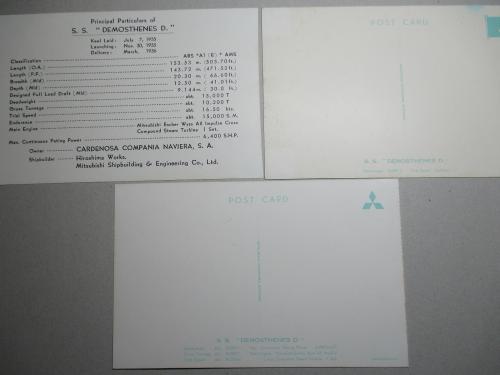 Principal Particulars of
S. S. "DEMOSTHENES D."
Keel Laid: July 7, 1955
Launching: Nov. 30, 1955
Delivery: March, 1956
Classification ABS *A1 (E) * AMS
Length (O.A.) 153.53 m. (503.70ft.)
Length (P.P.) 143.72 m. (471.52ft.)
Breadth (Mld) 20.30 m. (66.60ft.)
Depth (Mld) 12.50 m. (41.01ft.)
Designed Full Load Draft (Mld) 9.144m. (30.0 ft.)
Deadweight abt. 15,000 T
Gross Tonnage abt. 10,200 T
Trial Speed abt. 16.50 kts.
Endurance abt. 15,000 S.M.
Main Engine Mitsubishi Escher Wyss All Impulse Cross
Compound Steam Turbine 1 Set.
Max. Continuous Rating Power 6,600 S.H.P.
Owner CARDENOSA COMPANIA NAVIERA, S. A.
Shipbuilder Hiroshima Works,
Mitsubishi Shipbuilding & Engineering Co., Ltd.
POST CARD
S. S. "DEMOSTHENES D."
POST CARD
S. S. "DEMOSTHENES D."